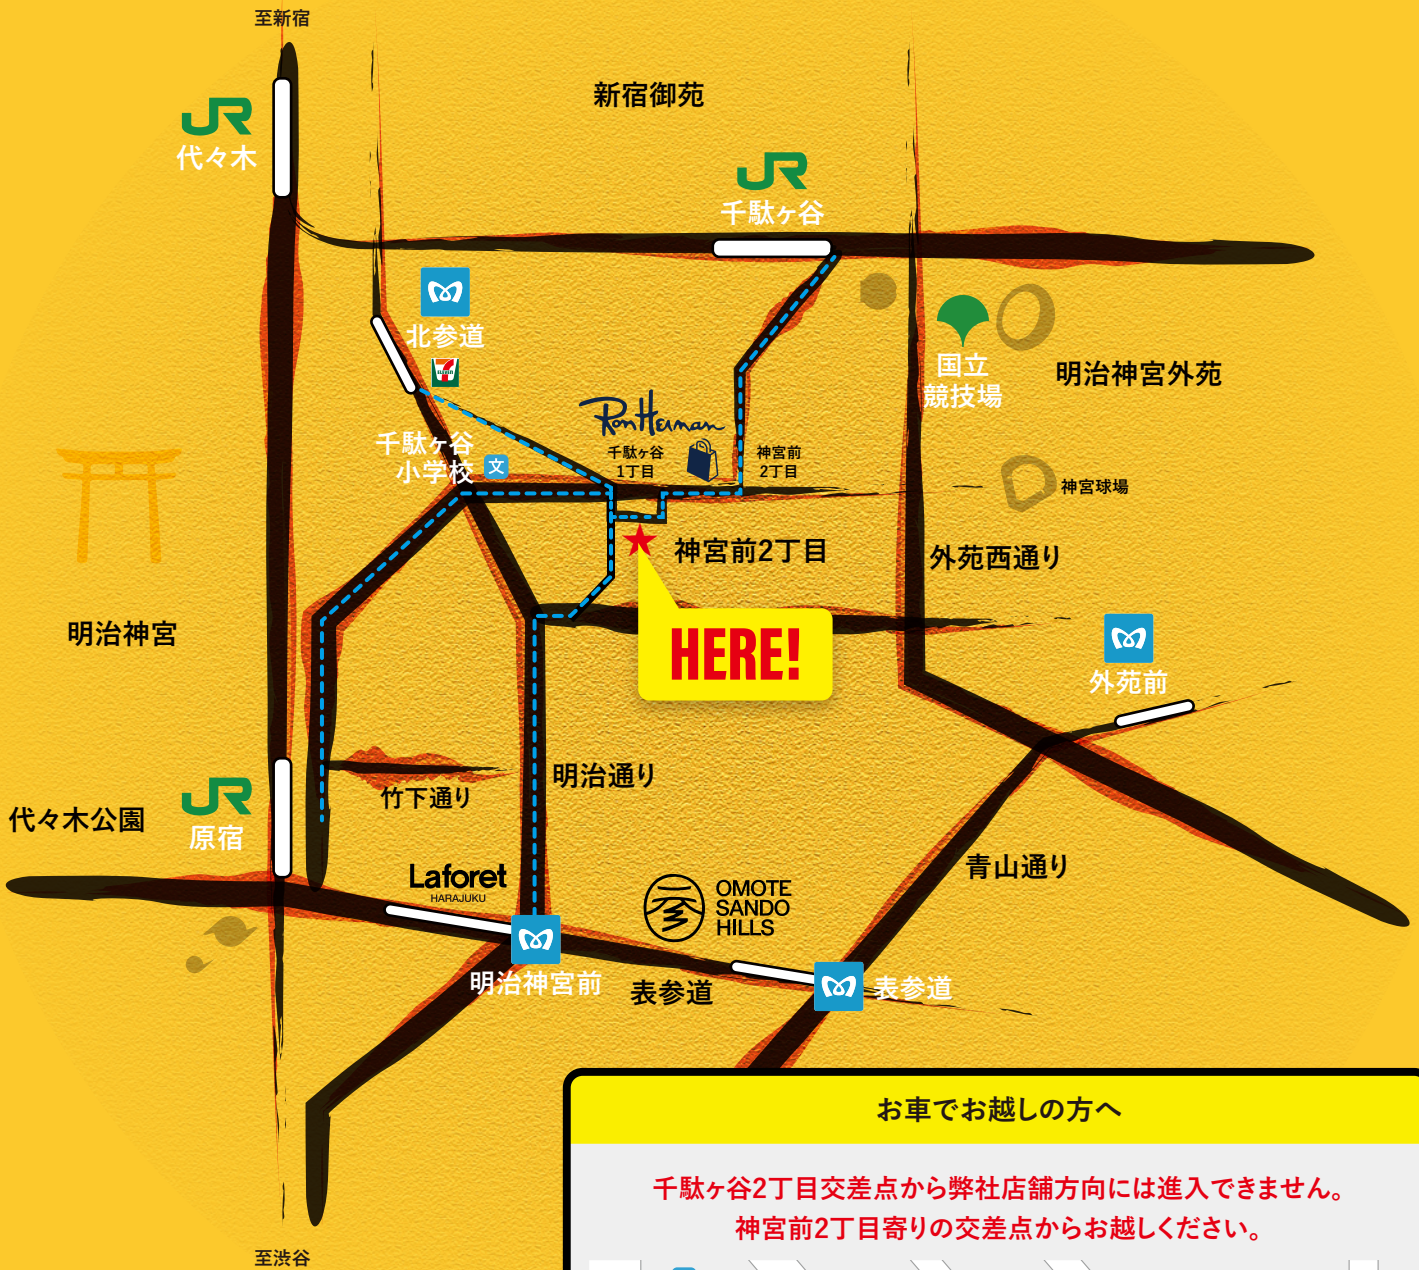 至新宿
新宿御苑
JR
代々木
JR
千駄ヶ谷
北参道
7
ELEVEN
国立
競技場
明治神宮外苑
Ron Herman
千駄ヶ谷
小学校
文
千駄ヶ谷
1丁目
神宮前
2丁目
神宮球場
神宮前2丁目
外苑西通り
明治神宮
HERE!
外苑前
明治通り
竹下通り
代々木公園
JR
原宿
青山通り
Laforet
HARAJUKU
OMOTE
SANDO
HILLS
明治神宮前
表参道
表参道
お車でお越しの方へ
千駄ヶ谷2丁目交差点から弊社店舗方向には進入できません。
神宮前2丁目寄りの交差点からお越しください。
至渋谷